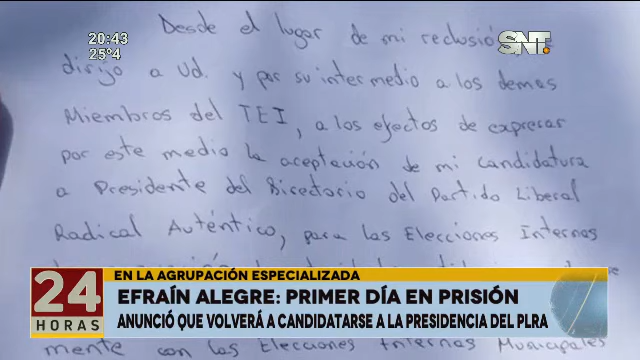 Desde el lugar de mi reclusió
dirijo a Ud. y por su intermedio a los demas
Miembros del TEI, a los efectos de expresar
por este medio la aceptación de mi candidatura
a Presidente del Directorio del Partido Liberal
Radical Auténtico, para las Elecciones Internas
20:43
25°4
SNT
24
HORAS
EN LA AGRUPACIÓN ESPECIALIZADA
EFRAÍN ALEGRE: PRIMER DÍA EN PRISIÓN
ANUNCIÓ QUE VOLVERÁ A CANDIDATARSE A LA PRESIDENCIA DEL PLRA
mente con las Elecciones Internas Municipales